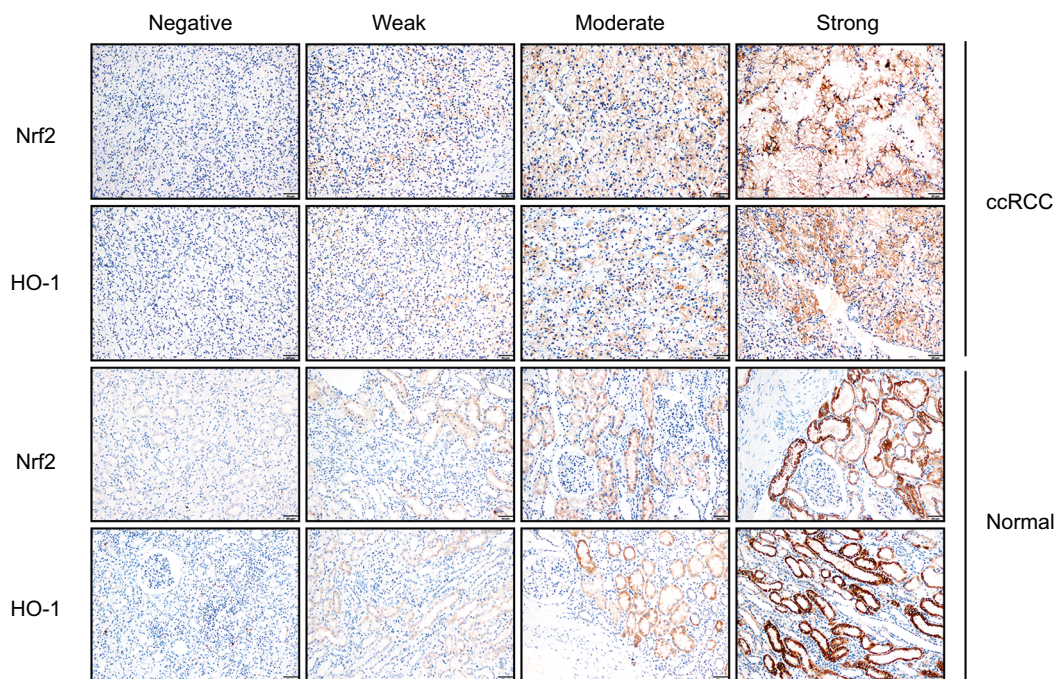 Negative Weak Moderate Strong
Nrf2
HO-1
ccRCC
Nrf2
HO-1
Normal